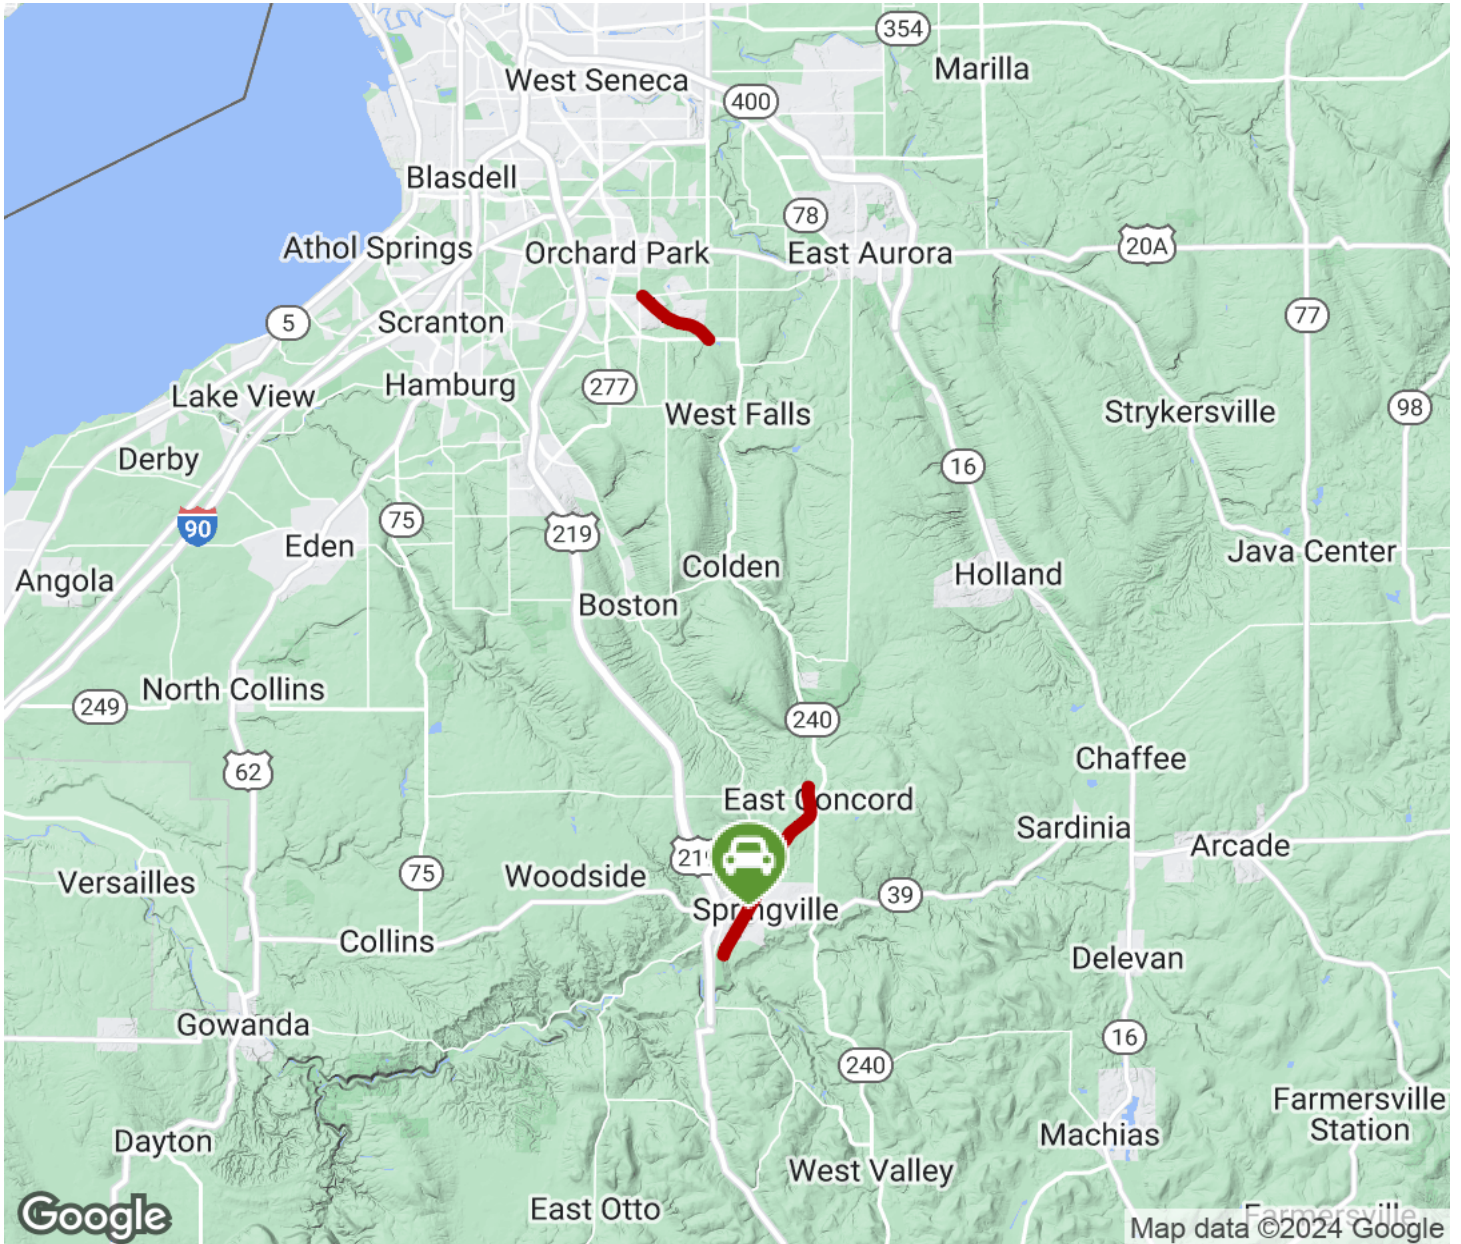 354
Marilla
West Seneca
400
Blasdell
78
Athol Springs
Orchard Park
East Aurora
20A
5
Scranton
77
Lake View
Hamburg
277
West Falls
Strykersville
98
Derby
16
90
75
219
Eden
Angola
Colden
Holland
Java Center
Boston
North Collins
249
240
62
Chaffee
East Concord
Sardinia
Arcade
Versailles
75
Woodside
39
Springville
Collins
Delevan
Gowanda
16
240
Farmersville
Station
Dayton
Machias
West Valley
East Otto
Farmersville
Google
Map data ©2024 Google